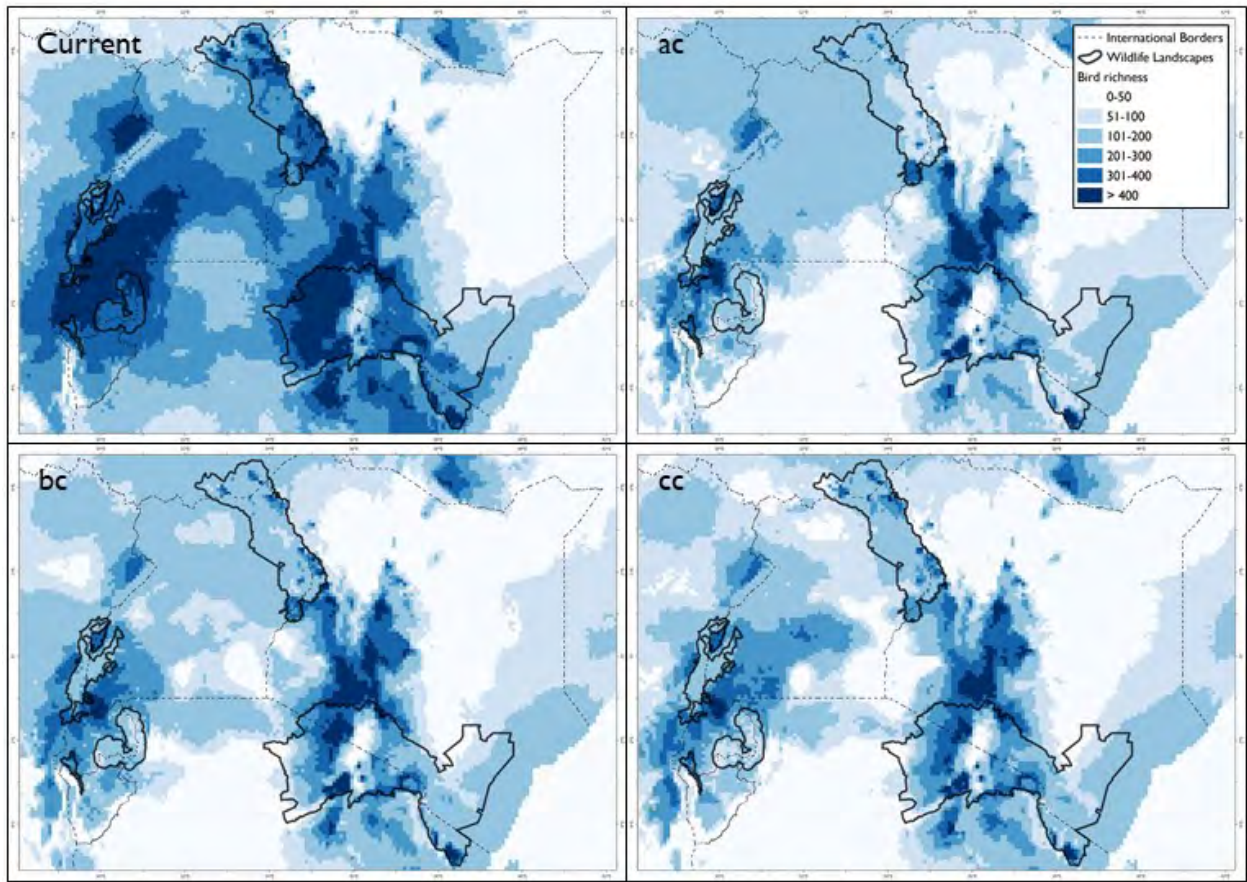 Current
ac
International Borders
Wildlife Landscapes
Bird richness
0-50
51-100
101-200
201-300
301-400
> 400
bc
cc